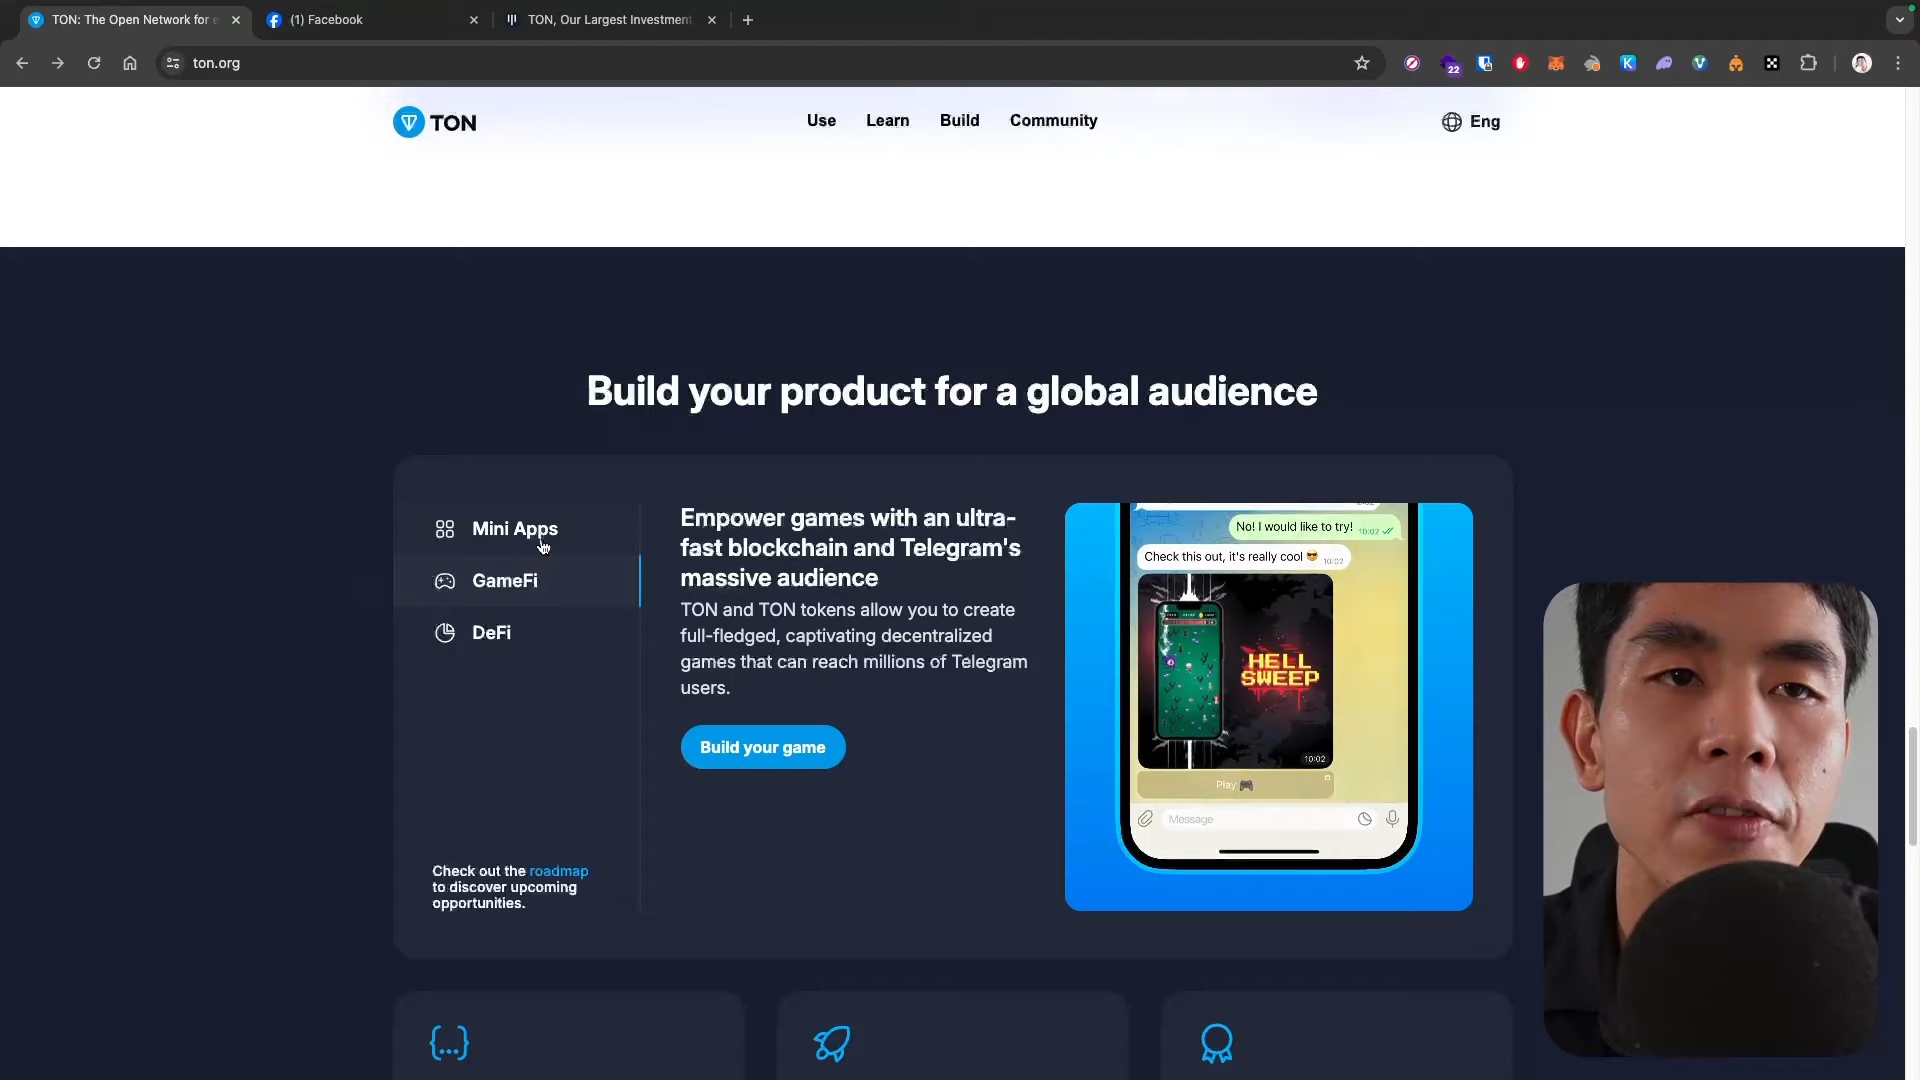 TON: The Open Network for e
(1) Facebook
TON, Our Largest Investment
ton.org
22
TON
Use
Learn
Build
Community
Eng
Build your product for a global audience
Mini Apps
GameFi
DeFi
Check out the roadmap
to discover upcoming
opportunities.
Empower games with an ultra-
fast blockchain and Telegram's
massive audience
TON and TON tokens allow you to create
full-fledged, captivating decentralized
games that can reach millions of Telegram
users.
Build your game
No! I would like to try! 10:02
Check this out, it's really cool 😎 10:02
HELL
SWEEP
10:02
Play 🎮
Message
{...}